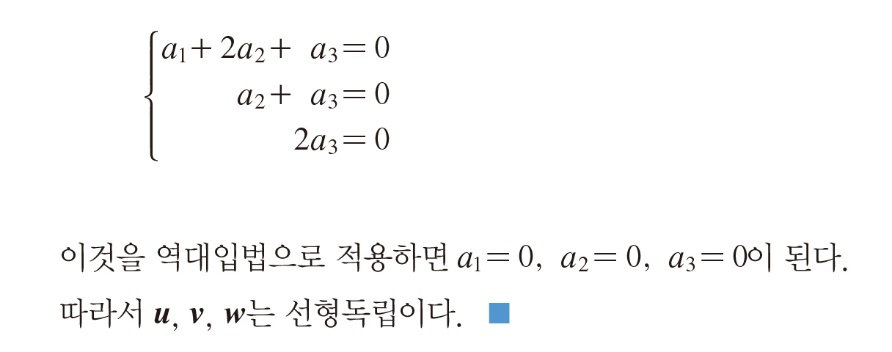 a₁ + 2a₂ + a₃ = 0
a₂ + a₃ = 0
2a₃ = 0
이것을 역대입법으로 적용하면 a₁ = 0, a₂ = 0, a₃ = 0이 된다.
따라서 u, v, w는 선형독립이다. ■